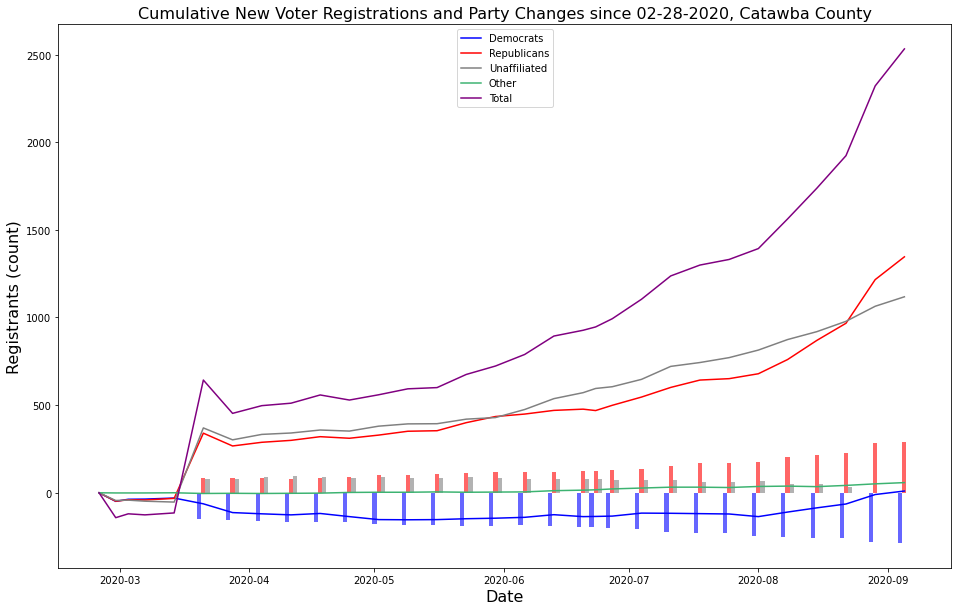 Cumulative New Voter Registrations and Party Changes since 02-28-2020, Catawba County
Democrats
Republicans
Unaffiliated
Other
Total
Registrants (count)
2500
2000
1500
1000
500
0
2020-03 2020-04 2020-05 2020-06 2020-07 2020-08 2020-09
Date